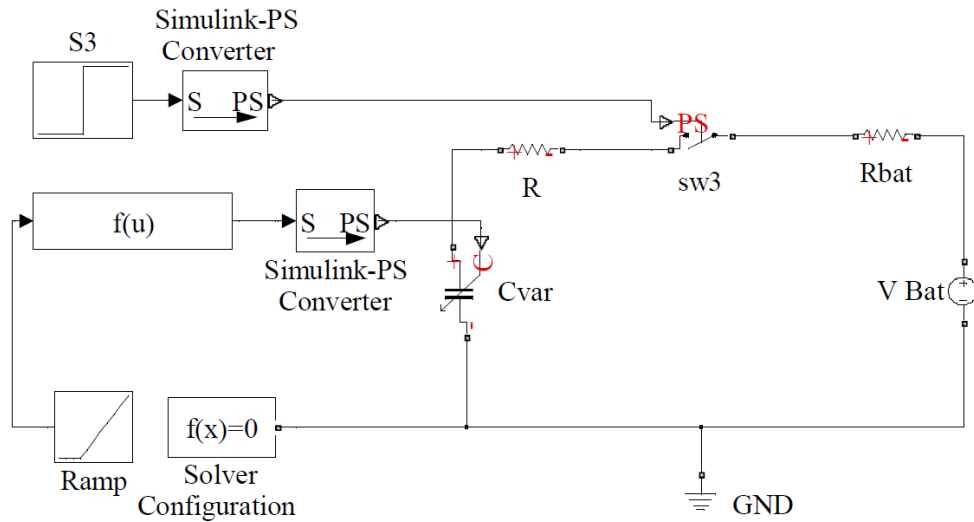 Simulink-PS
Converter
S3
S PS
PS
R
sw3
Rbat
f(u)
S PS
Simulink-PS
Converter
C
Cvar
V Bat
f(x)=0
Ramp
Solver
Configuration
GND